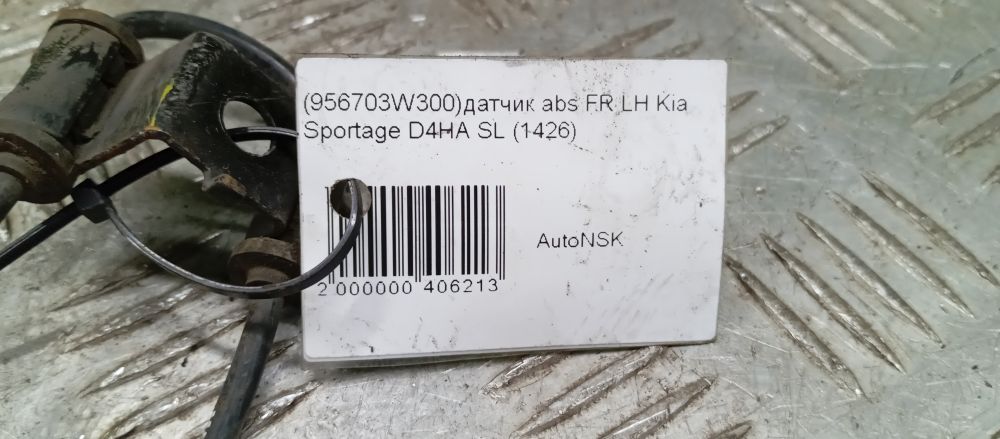 (956703W300)датчик abs FR LH Kia
Sportage D4HA SL (1426)
AutoNSK
2 000000 406213